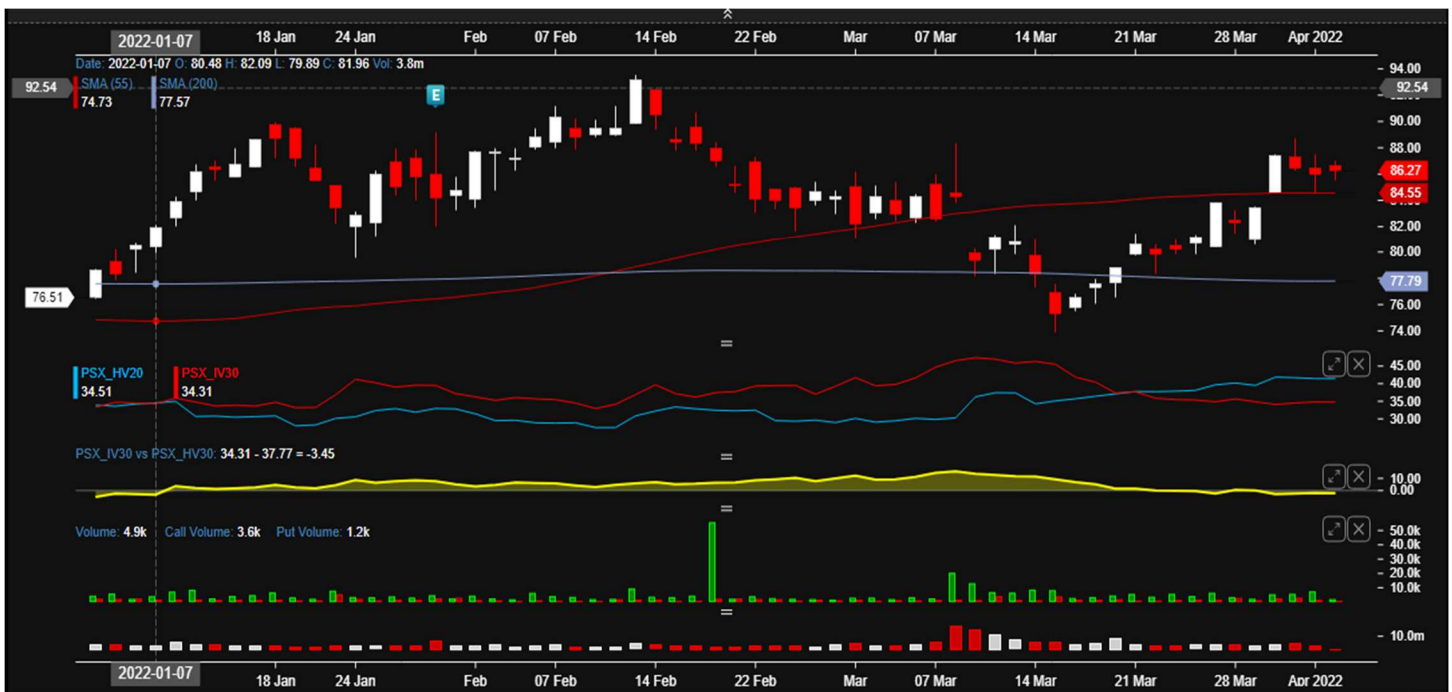 2022-01-07 18 Jan 24 Jan Feb 07 Feb 14 Feb 22 Feb Mar 07 Mar 14 Mar 21 Mar 28 Mar Apr 2022
Date: 2022-01-07 O: 80.48 H: 82.09 L: 79.89 C: 81.96 Vol: 3.8m
94.00
92.54 92.54
SMA (55) SMA (200)
74.73 77.57
E
90.00
88.00
86.27
84.55
82.00
80.00
77.79
76.51
76.00
74.00
PSX_HV20 PSX_IV30
34.51 34.31
45.00
40.00
35.00
30.00
PSX_IV30 vs PSX_HV30: 34.31 - 37.77 = -3.45
10.00
0.00
Volume: 4.9k Call Volume: 3.6k Put Volume: 1.2k
50.0k
40.0k
30.0k
20.0k
10.0k
10.0m
2022-01-07 18 Jan 24 Jan Feb 07 Feb 14 Feb 22 Feb Mar 07 Mar 14 Mar 21 Mar 28 Mar Apr 2022